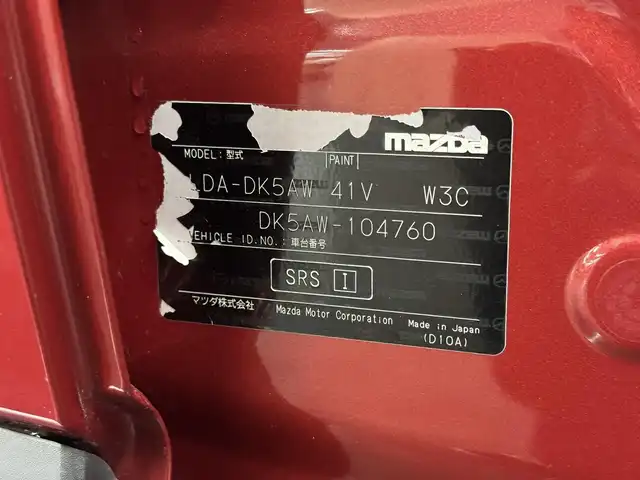 mazda
MODEL: 型式 PAINT
LDA-DK5AW 41V W3C
DK5AW-104760
VEHICLE ID.NO.: 車台番号
SRS I
マツダ株式会社 Mazda Motor Corporation Made in Japan
(D10A)